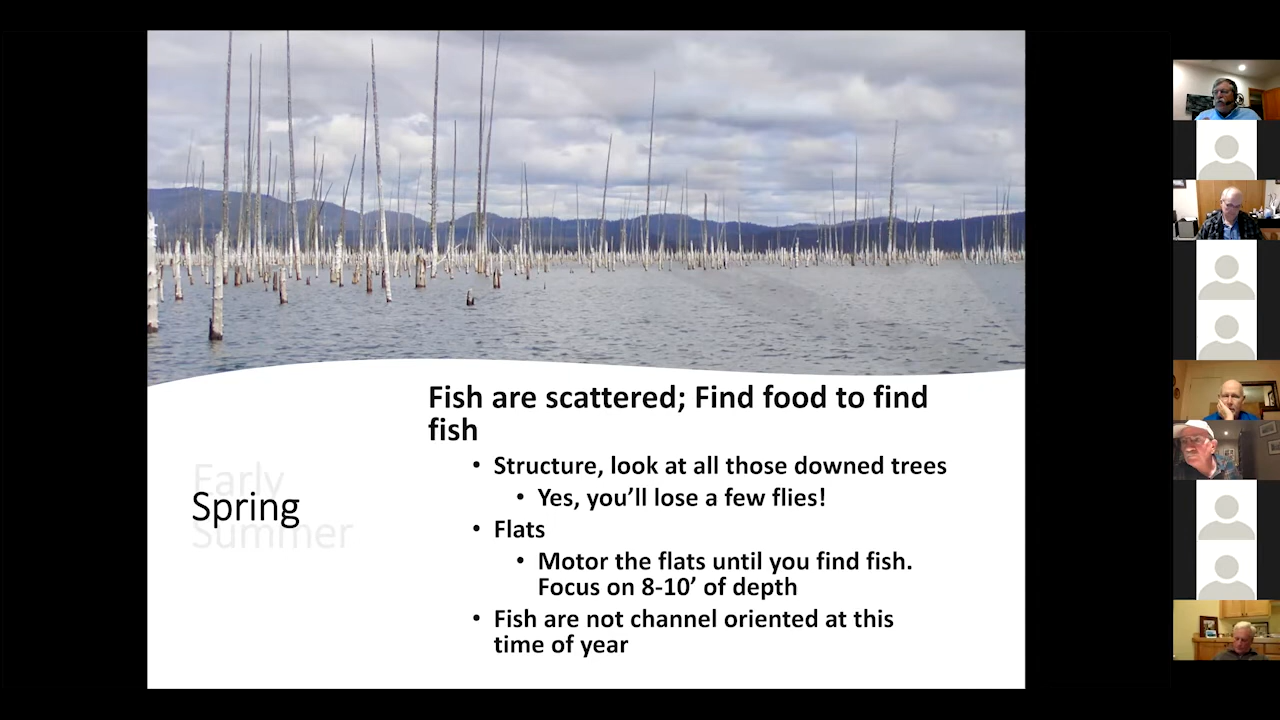 Fish are scattered; Find food to find
fish
• Structure, look at all those downed trees
• Yes, you’ll lose a few flies!
• Flats
• Motor the flats until you find fish.
Focus on 8-10’ of depth
• Fish are not channel oriented at this
time of year
Early
Spring
Summer